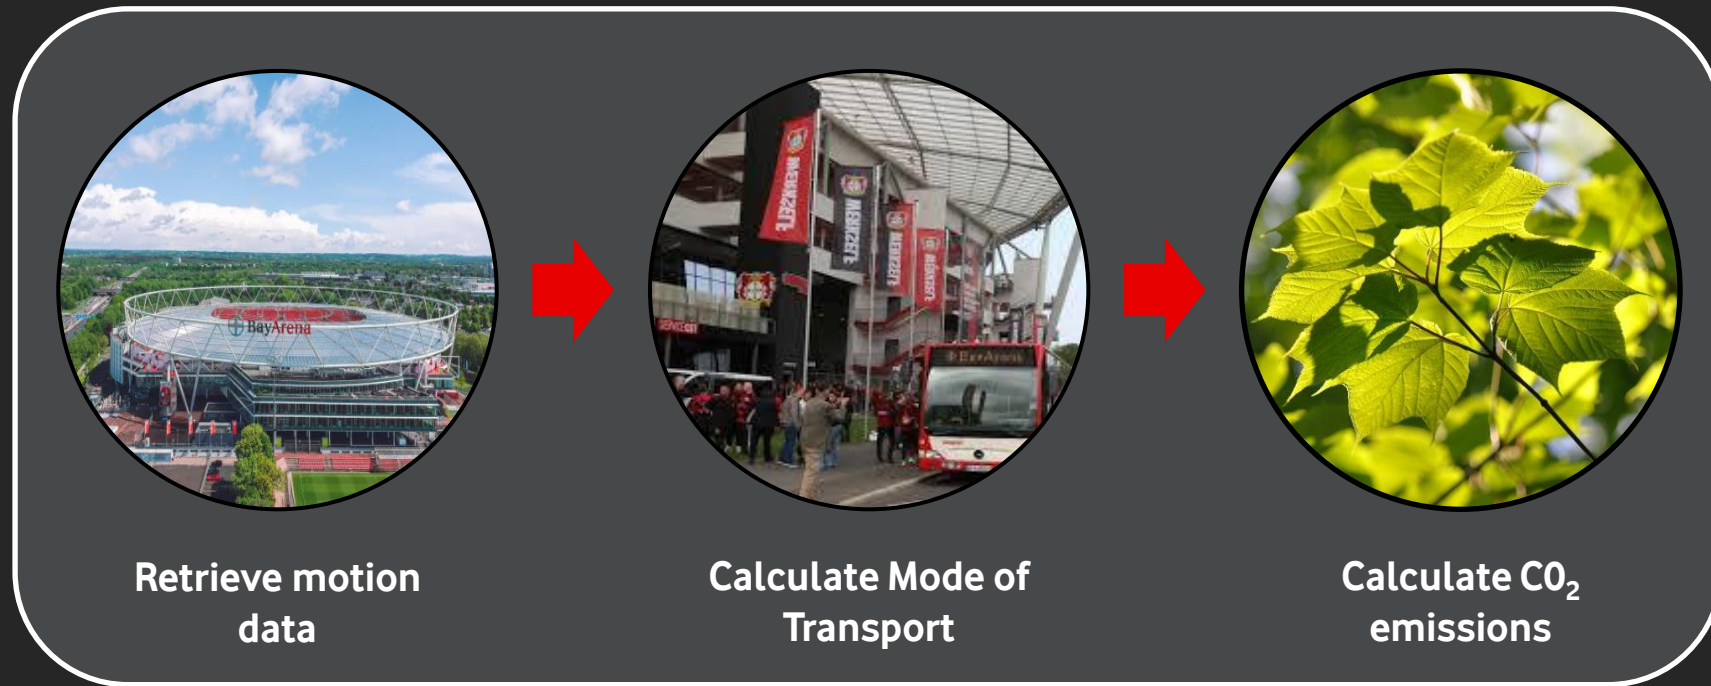 BayArena
WERKSELF
WERKSELF
WERKSELF
WERKSELF
BayArena
Retrieve motion
data
Calculate Mode of
Transport
Calculate C0₂
emissions